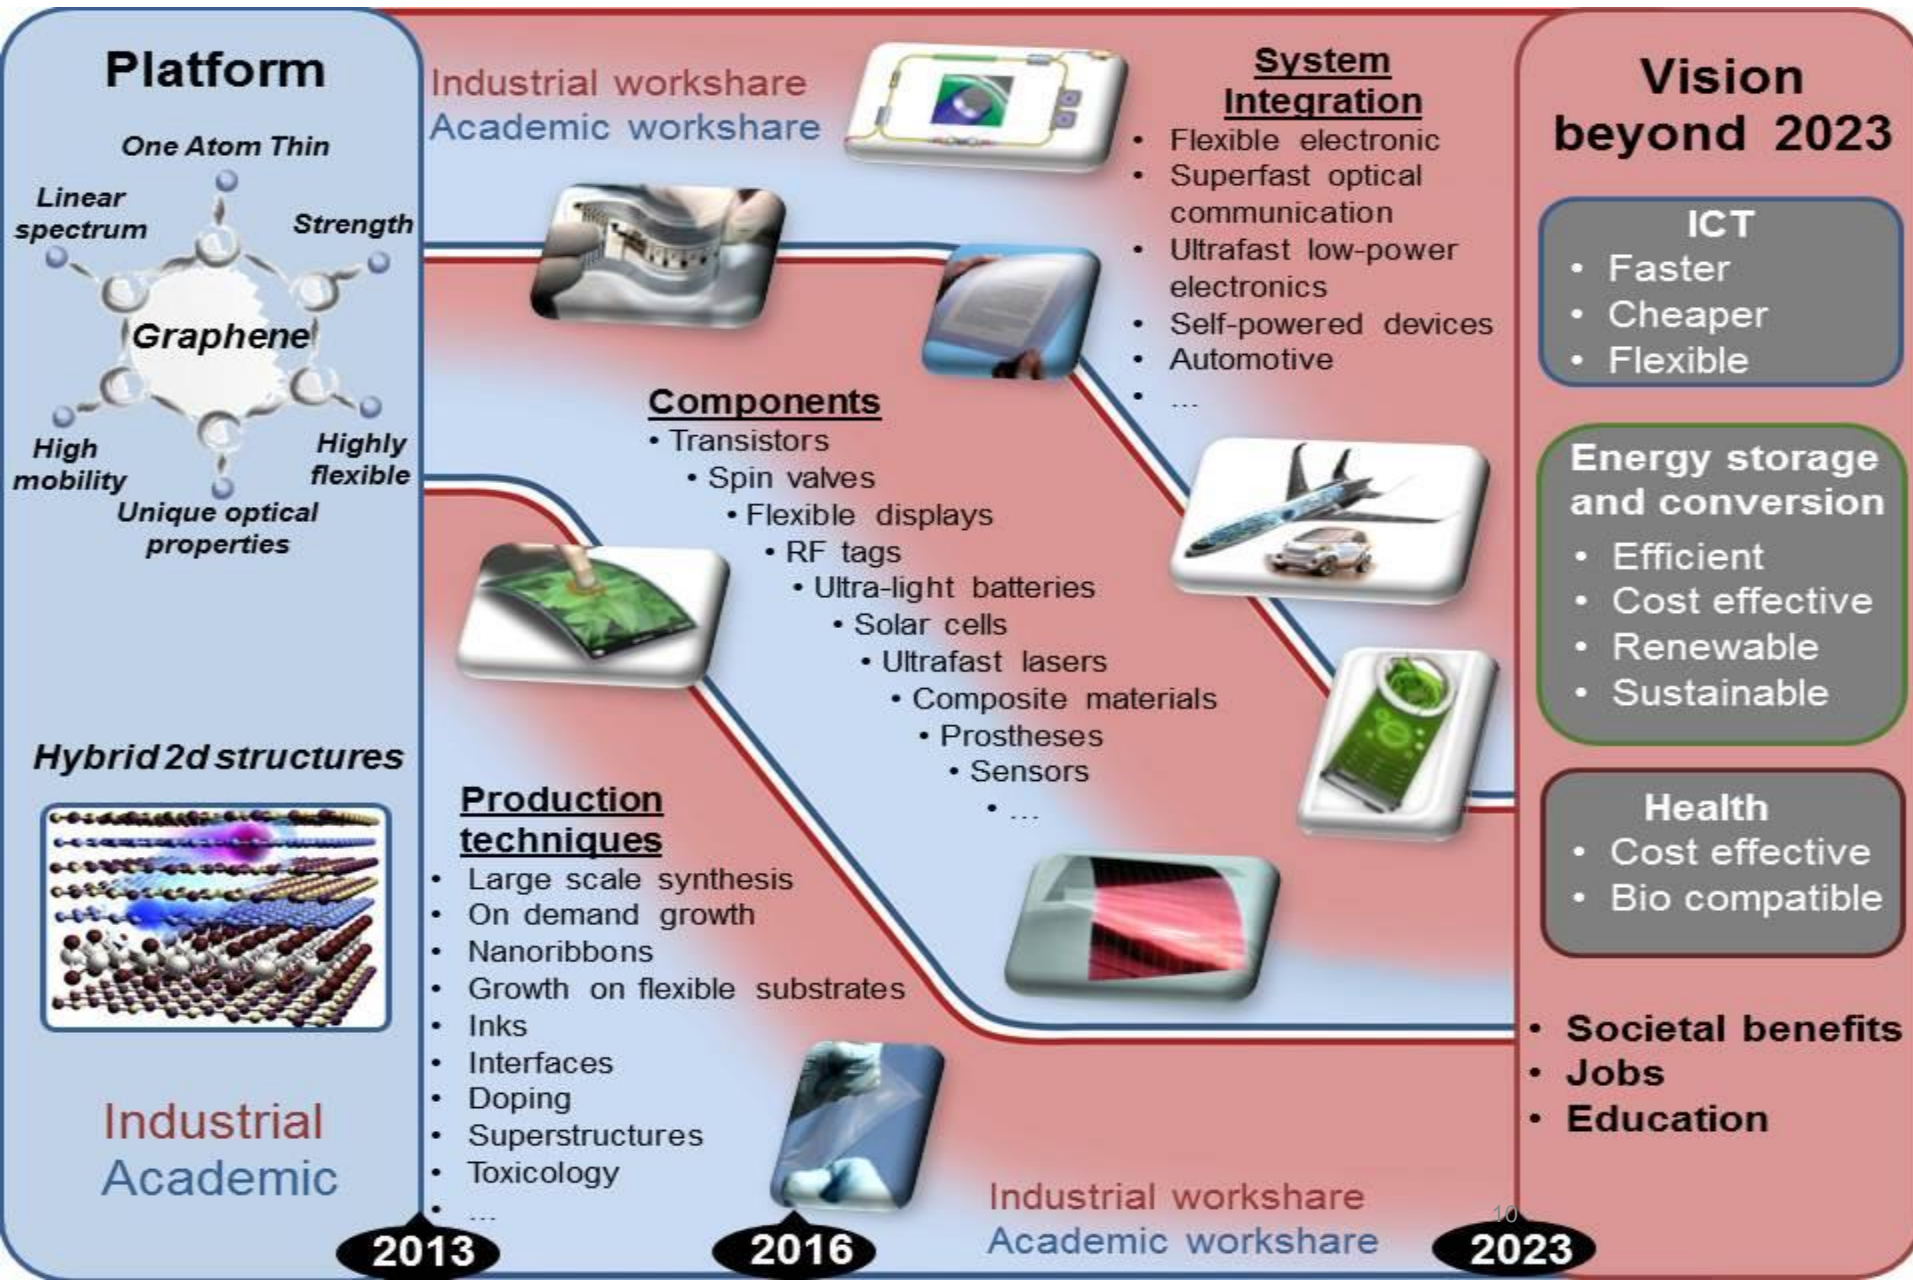 Platform
One Atom Thin
Linear
spectrum
Strength
Graphene
High
mobility
Highly
flexible
Unique optical
properties
Hybrid 2d structures
Industrial
Academic
Industrial workshare
Academic workshare
System
Integration
• Flexible electronic
• Superfast optical
communication
• Ultrafast low-power
electronics
• Self-powered devices
• Automotive
• ...
Components
• Transistors
• Spin valves
• Flexible displays
• RF tags
• Ultra-light batteries
• Solar cells
• Ultrafast lasers
• Composite materials
• Prostheses
• Sensors
• ...
Production
techniques
• Large scale synthesis
• On demand growth
• Nanoribbons
• Growth on flexible substrates
• Inks
• Interfaces
• Doping
• Superstructures
• Toxicology
• ...
Industrial workshare
Academic workshare
Vision
beyond 2023
ICT
• Faster
• Cheaper
• Flexible
Energy storage
and conversion
• Efficient
• Cost effective
• Renewable
• Sustainable
Health
• Cost effective
• Bio compatible
• Societal benefits
• Jobs
• Education
10
2013
2016
2023